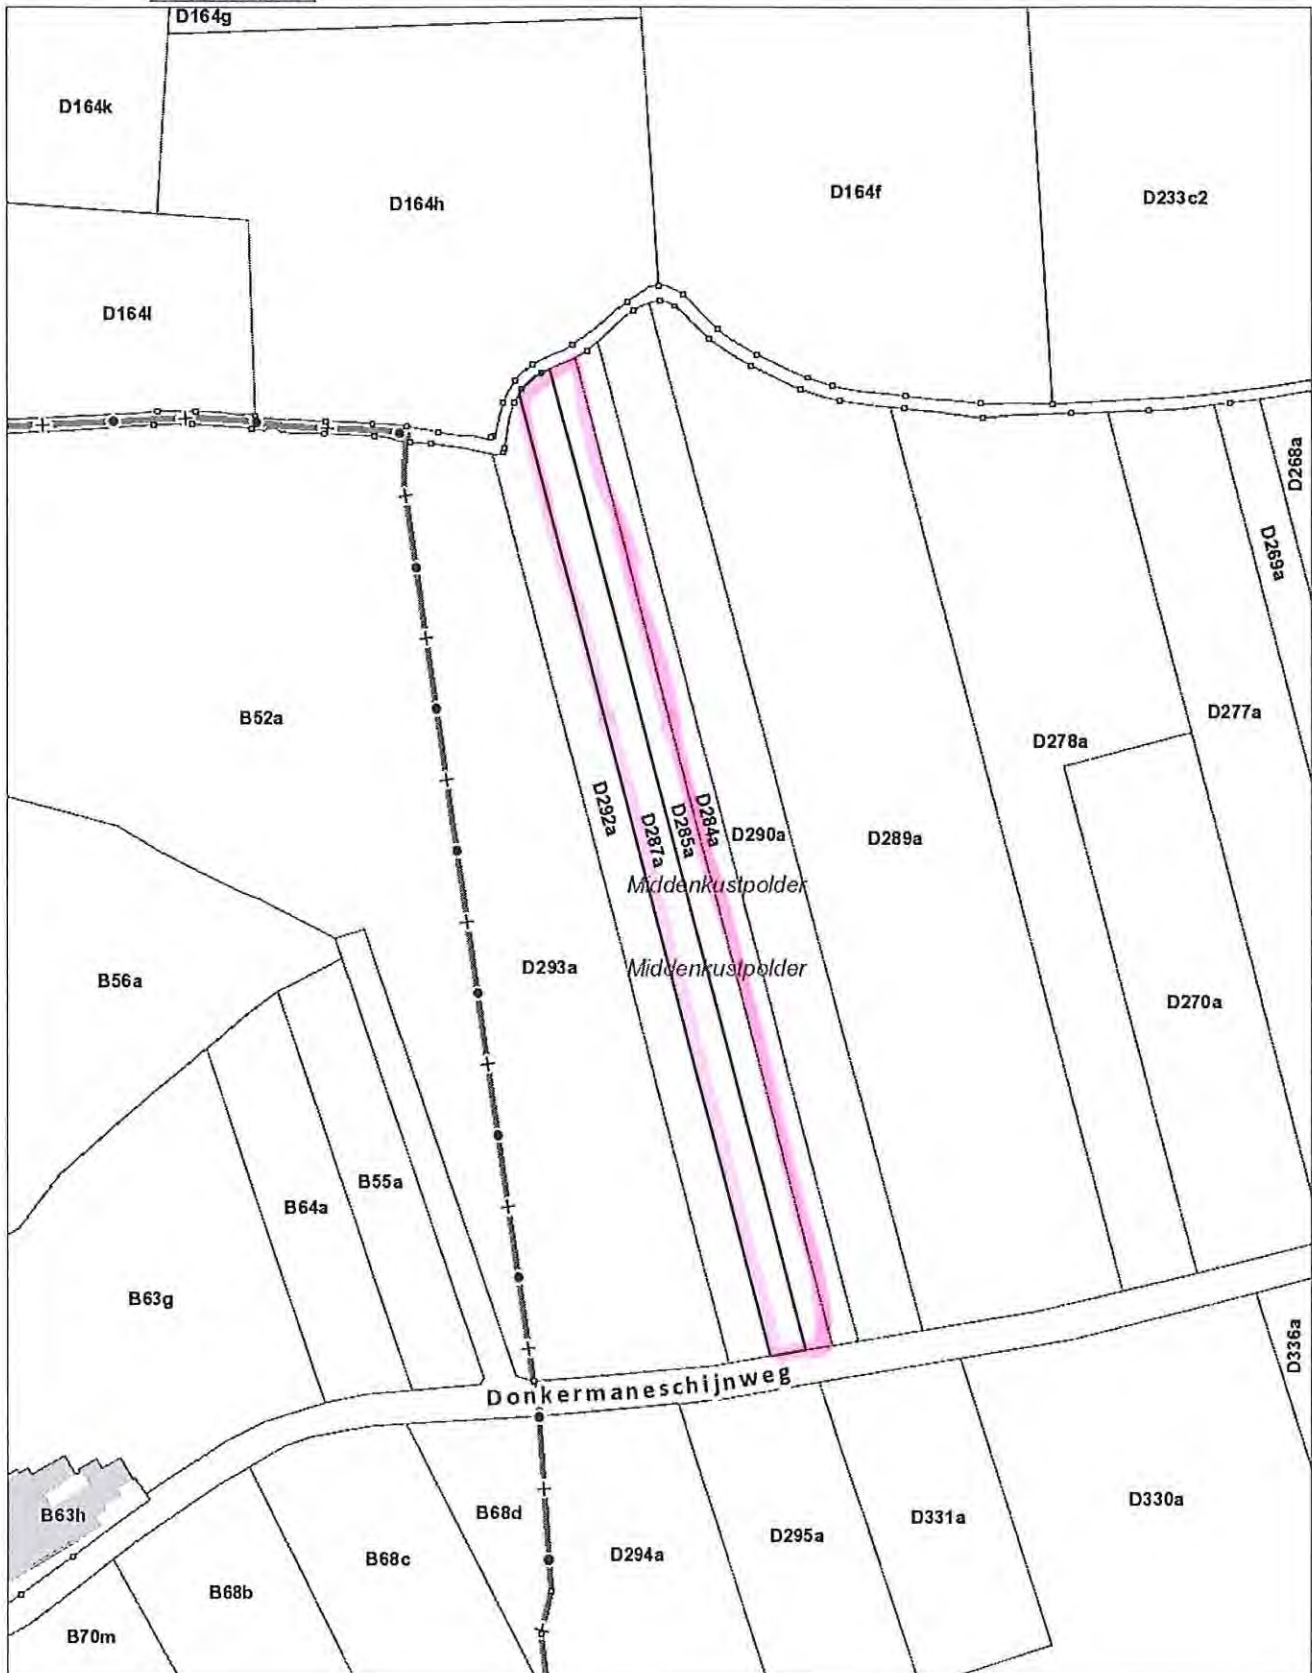 D164g
D164k
D164h
D164f
D233c2
D164l
D268a
D269a
B52a
D277a
D278a
D292a
D287a
D285a
D284a
D290a
D289a
Middenkustpolder
D293a
Middenkustpolder
B56a
D270a
B55a
B64a
B63g
D336a
Donkermaneschijnweg
B63h
B68d
D330a
D331a
D295a
D294a
B68c
B68b
B70m